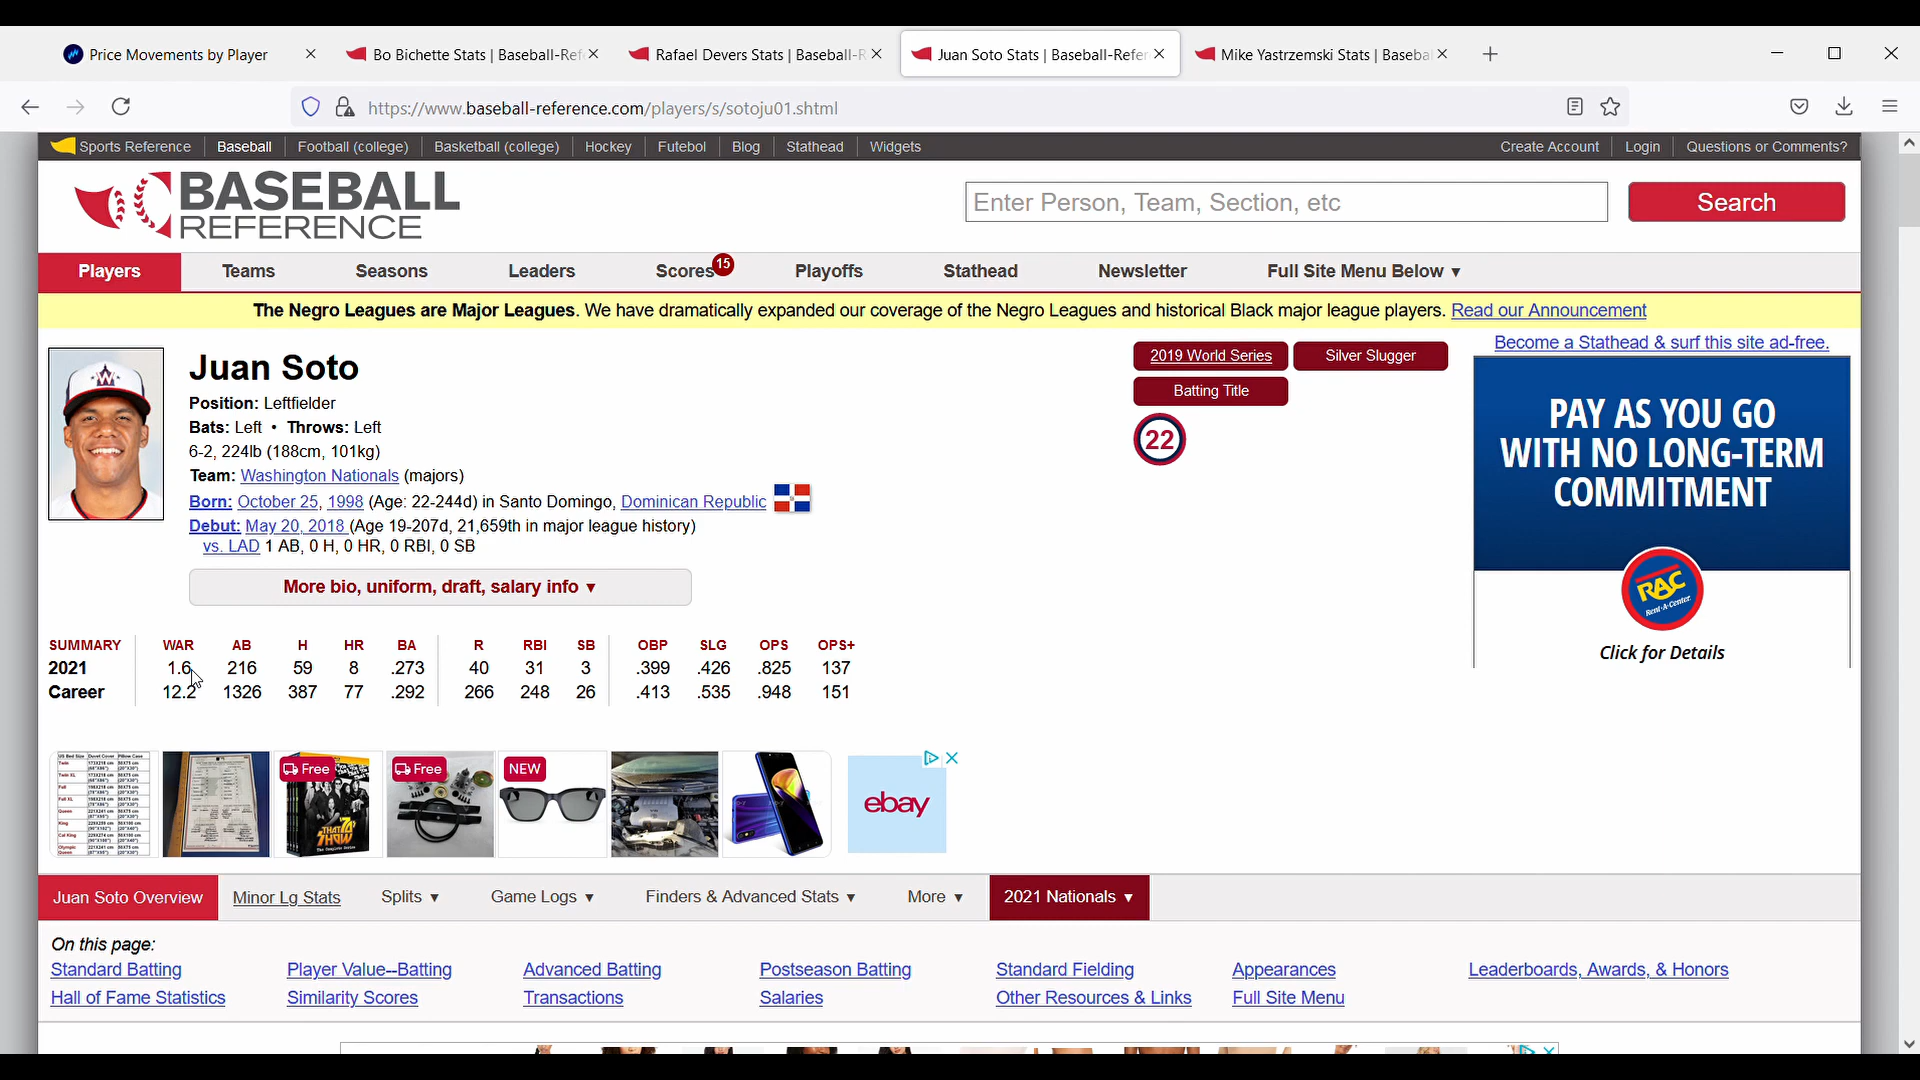 Price Movements by Player
Bo Bichette Stats | Baseball-Refe
Rafael Devers Stats | Baseball-R
Juan Soto Stats | Baseball-Refer
Mike Yastrzemski Stats | Baseba
https://www.baseball-reference.com/players/s/sotoju01.shtml
Sports Reference Baseball Football (college) Basketball (college) Hockey Futebol Blog Stathead Widgets Create Account Login Questions or Comments?
BASEBALL
REFERENCE
Enter Person, Team, Section, etc
Search
Players Teams Seasons Leaders Scores 15 Playoffs Stathead Newsletter Full Site Menu Below ▼
The Negro Leagues are Major Leagues. We have dramatically expanded our coverage of the Negro Leagues and historical Black major league players. Read our Announcement
Become a Stathead & surf this site ad-free.
Juan Soto
Position: Leftfielder
Bats: Left • Throws: Left
6-2, 224lb (188cm, 101kg)
Team: Washington Nationals (majors)
Born: October 25, 1998 (Age: 22-244d) in Santo Domingo, Dominican Republic
Debut: May 20, 2018 (Age 19-207d, 21,659th in major league history)
vs. LAD 1 AB, 0 H, 0 HR, 0 RBI, 0 SB
More bio, uniform, draft, salary info ▼
2019 World Series Silver Slugger
Batting Title
22
PAY AS YOU GO
WITH NO LONG-TERM
COMMITMENT
RAC
Rent-A-Center
Click for Details
SUMMARY WAR AB H HR BA R RBI SB OBP SLG OPS OPS+
2021 1.6 216 59 8 .273 40 31 3 .399 .426 .825 137
Career 12.2 1326 387 77 .292 266 248 26 .413 .535 .948 151
Free
THAT '70s
SHOW
Free
NEW
ebay
Juan Soto Overview Minor Lg Stats Splits ▼ Game Logs ▼ Finders & Advanced Stats ▼ More ▼ 2021 Nationals ▼
On this page:
Standard Batting Player Value--Batting Advanced Batting Postseason Batting Standard Fielding Appearances Leaderboards, Awards, & Honors
Hall of Fame Statistics Similarity Scores Transactions Salaries Other Resources & Links Full Site Menu